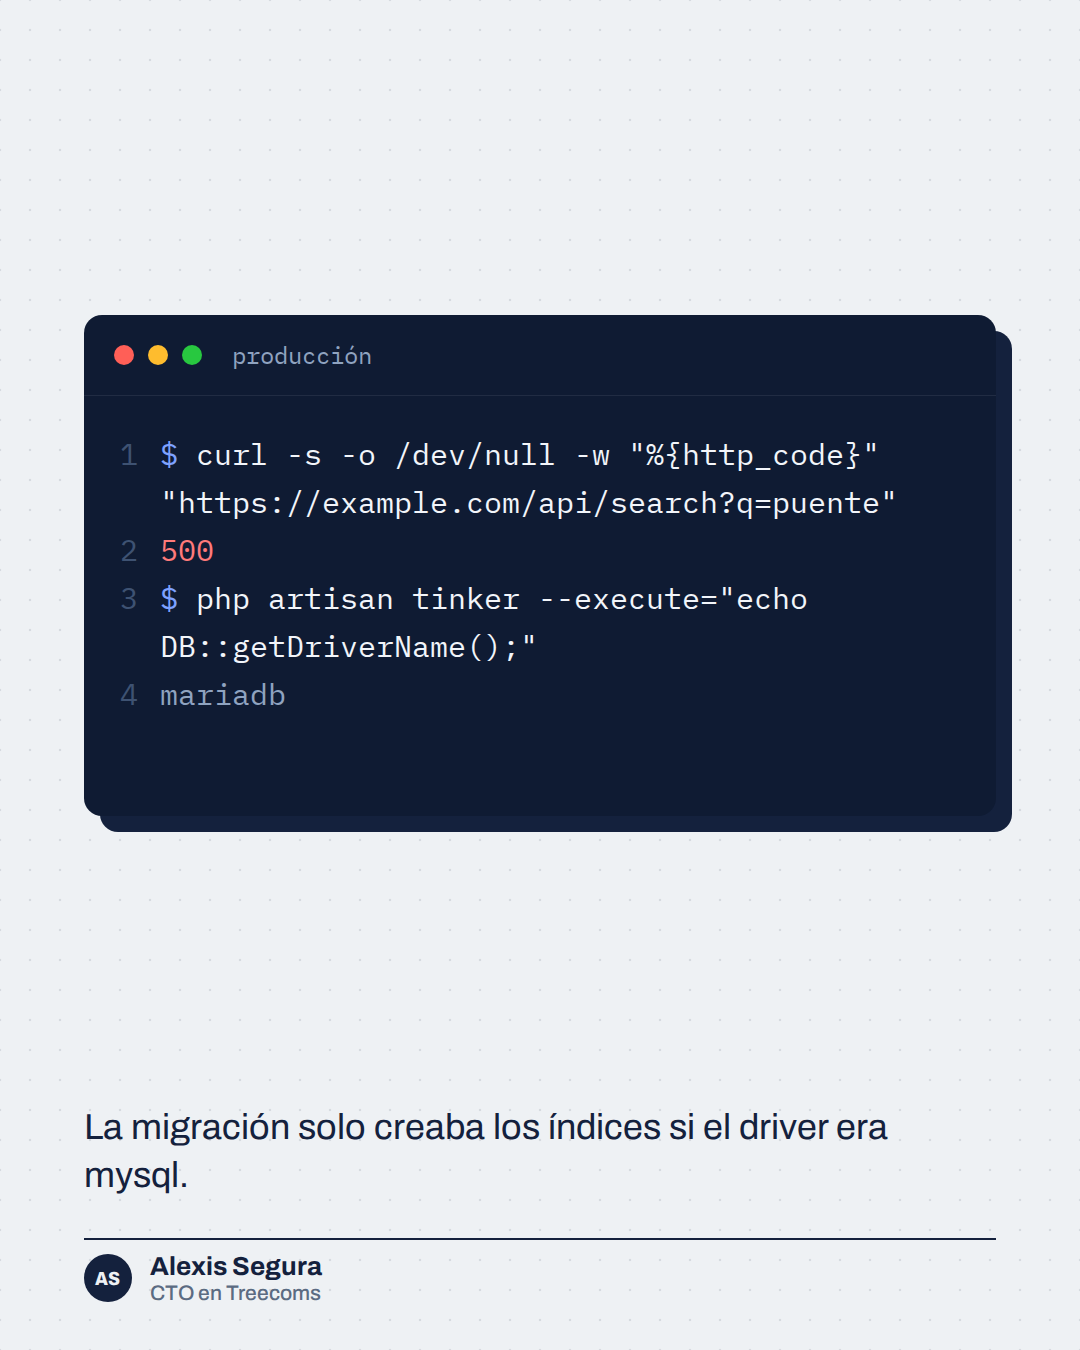 producción
1 $ curl -s -o /dev/null -w "%{http_code}"
"https://example.com/api/search?q=puente"
2 500
3 $ php artisan tinker --execute="echo
DB::getDriverName();"
4 mariadb
La migración solo creaba los índices si el driver era
mysql.
AS
Alexis Segura
CTO en Treecoms